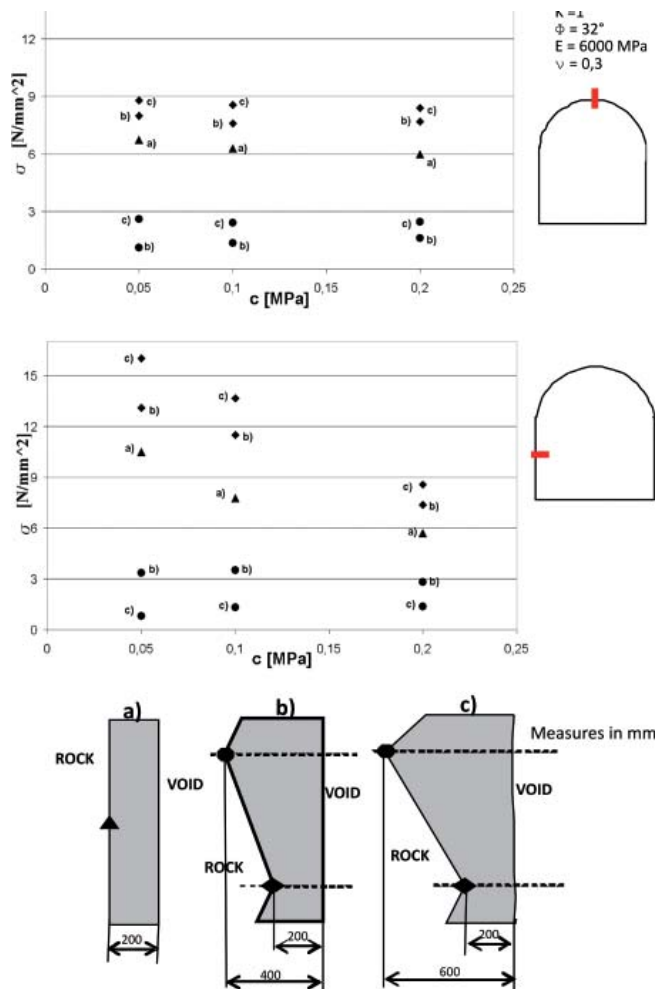 K =1
Φ = 32°
E = 6000 MPa
ν = 0,3
12
9
6
3
0
σ [N/mm^2]
c)
b)
a)
c)
b)
c)
b)
a)
c)
b)
c)
b)
a)
c)
b)
0 0,05 0,1 0,15 0,2 0,25
c [MPa]
15
12
9
6
3
0
σ [N/mm^2]
c)
b)
a)
b)
c)
c)
b)
a)
b)
c)
c)
b)
a)
b)
c)
0 0,05 0,1 0,15 0,2 0,25
c [MPa]
a) b) c)
Measures in mm
ROCK VOID ROCK VOID ROCK VOID
200 200 200
400 600